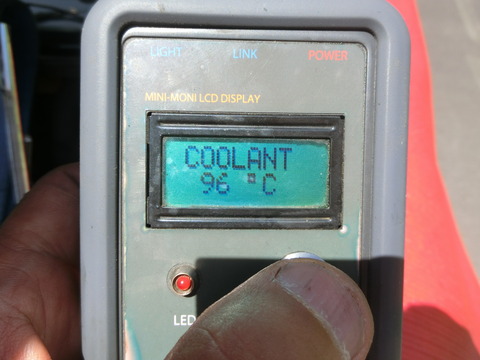 LIGHT LINK POWER
MINI-MONI LCD DISPLAY
COOLANT
96 °C
LED